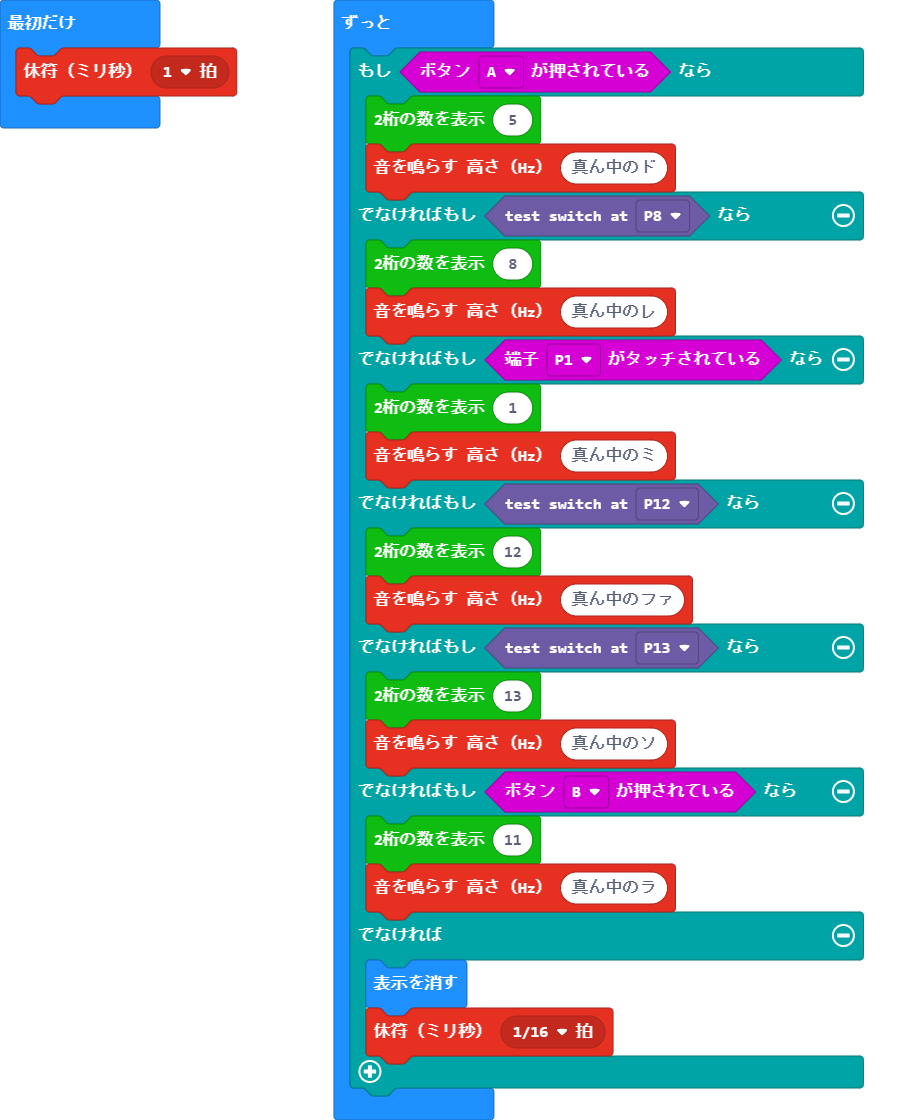 最初だけ
休符（ミリ秒） 1 拍
ずっと
もし ボタン A が押されている なら
2桁の数を表示 5
音を鳴らす 高さ（Hz） 真ん中のド
でなければもし test switch at P8 なら
2桁の数を表示 8
音を鳴らす 高さ（Hz） 真ん中のレ
でなければもし 端子 P1 がタッチされている なら
2桁の数を表示 1
音を鳴らす 高さ（Hz） 真ん中のミ
でなければもし test switch at P12 なら
2桁の数を表示 12
音を鳴らす 高さ（Hz） 真ん中のファ
でなければもし test switch at P13 なら
2桁の数を表示 13
音を鳴らす 高さ（Hz） 真ん中のソ
でなければもし ボタン B が押されている なら
2桁の数を表示 11
音を鳴らす 高さ（Hz） 真ん中のラ
でなければ
表示を消す
休符（ミリ秒） 1/16 拍